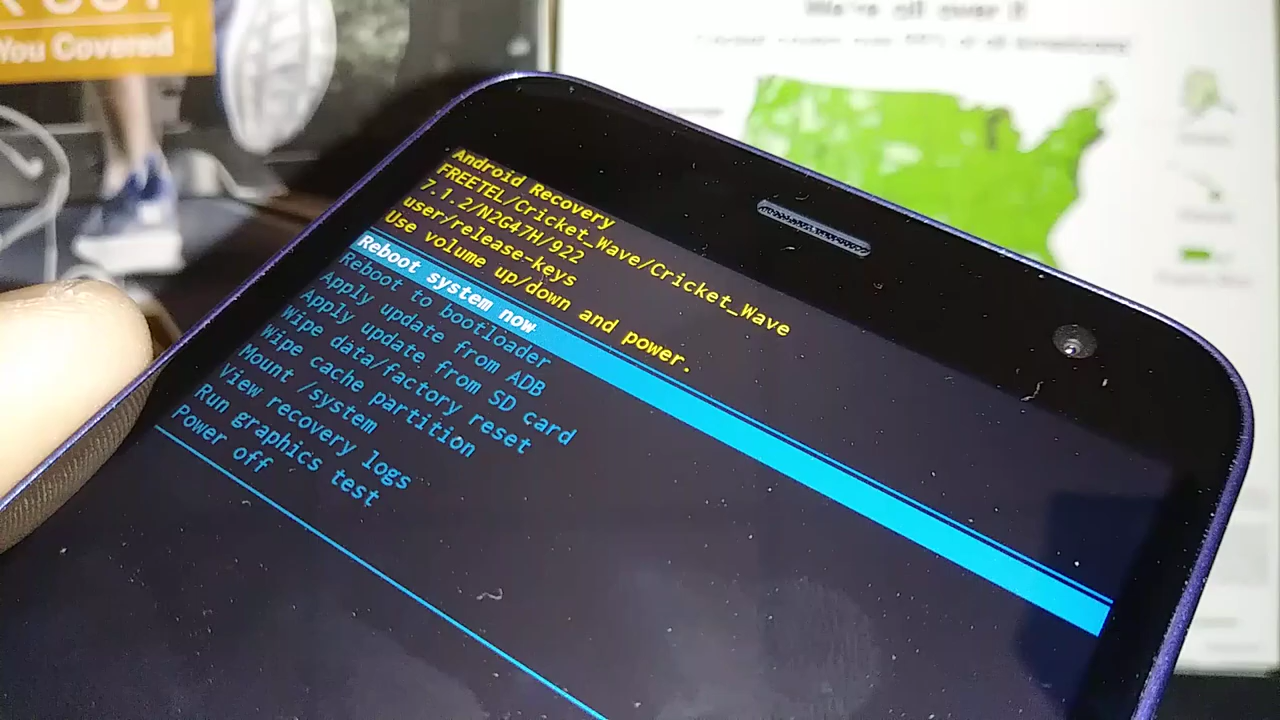 You Covered
We're all over it
Android Recovery
FREETEL/Cricket_Wave/Cricket_Wave
7.1.2/N2G47H/922
user/release-keys
Use volume up/down and power.
Reboot system now
Reboot to bootloader
Apply update from ADB
Apply update from SD card
Wipe data/factory reset
Wipe cache partition
Mount /system
View recovery logs
Run graphics test
Power off